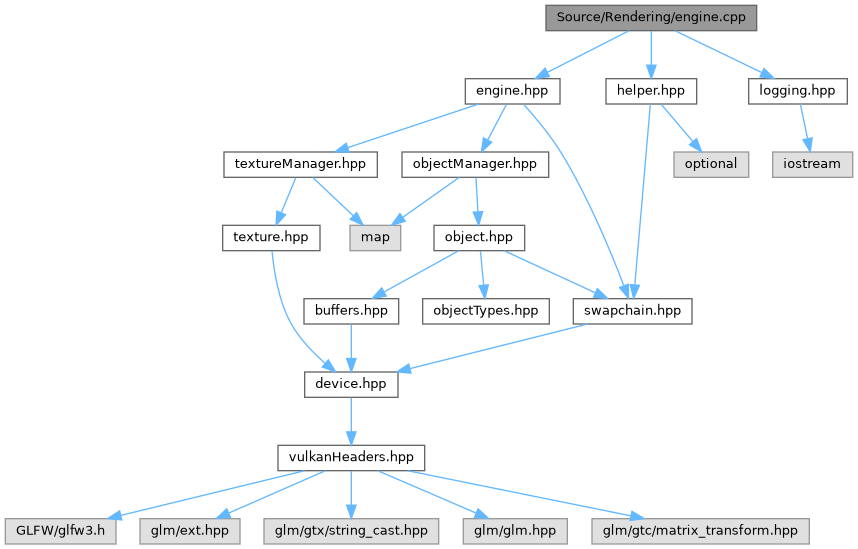 Source/Rendering/engine.cpp
engine.hpp
helper.hpp
logging.hpp
textureManager.hpp
objectManager.hpp
optional
iostream
texture.hpp
map
object.hpp
buffers.hpp
objectTypes.hpp
swapchain.hpp
device.hpp
vulkanHeaders.hpp
GLFW/glfw3.h
glm/ext.hpp
glm/gtx/string_cast.hpp
glm/glm.hpp
glm/gtc/matrix_transform.hpp